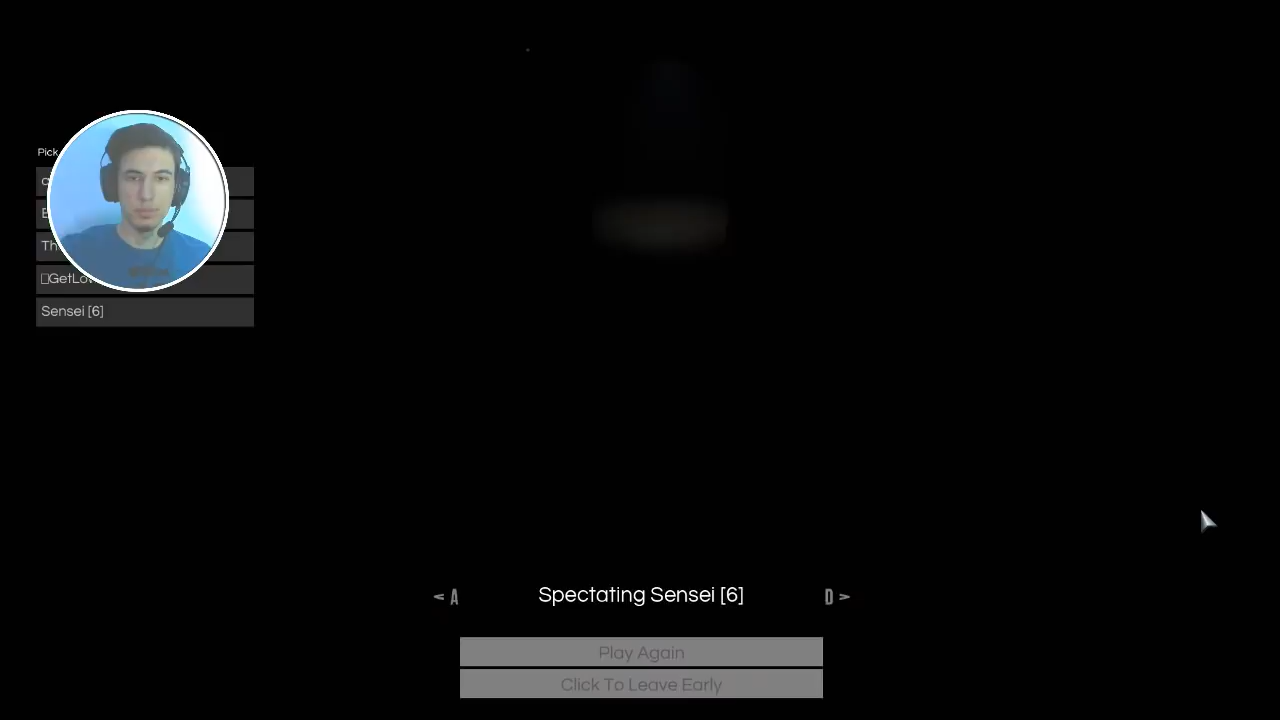 Pick
Th
GetLov
Sensei [6]
< A
Spectating Sensei [6]
D >
Play Again
Click To Leave Early